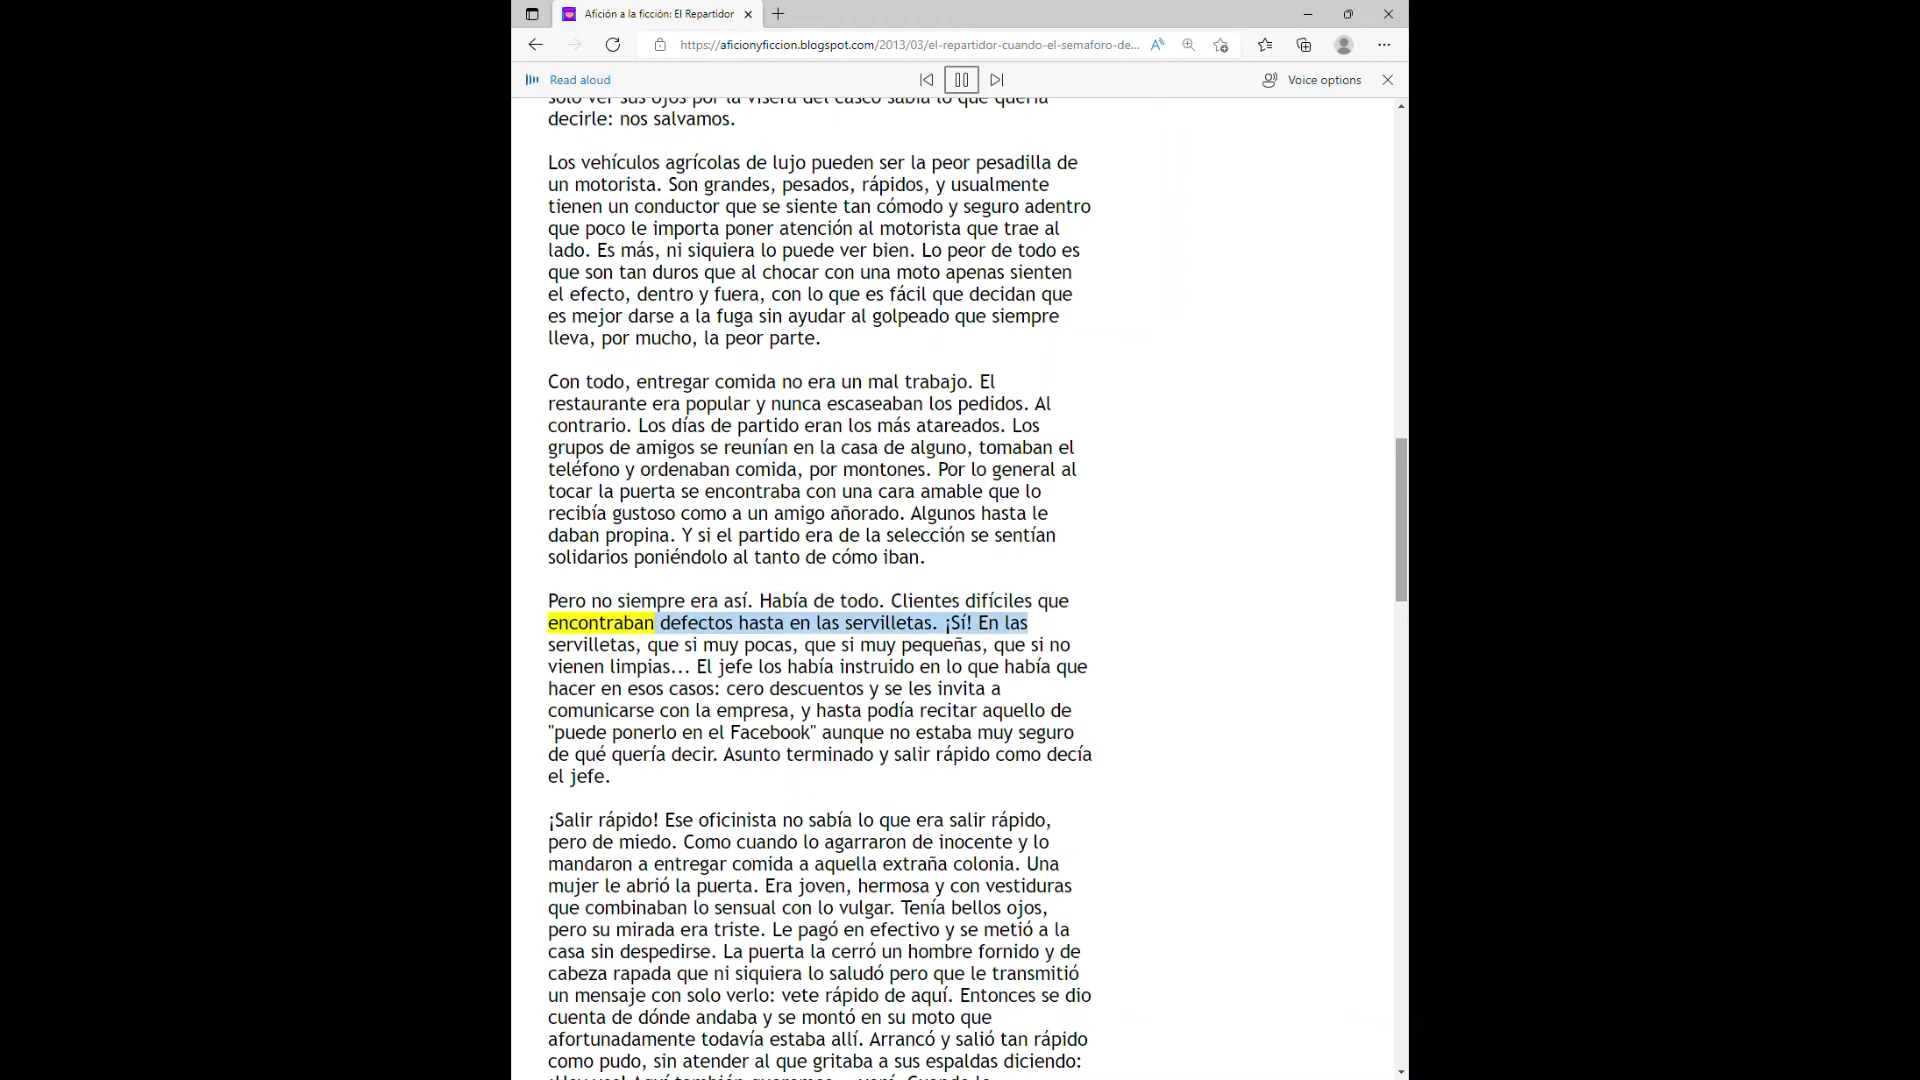 Afición a la ficción: El Repartidor
https://aficionyficcion.blogspot.com/2013/03/el-repartidor-cuando-el-semaforo-de...
Read aloud
Voice options
solo ver sus ojos por la visera del casco sabía lo que quería
decirle: nos salvamos.
Los vehículos agrícolas de lujo pueden ser la peor pesadilla de
un motorista. Son grandes, pesados, rápidos, y usualmente
tienen un conductor que se siente tan cómodo y seguro adentro
que poco le importa poner atención al motorista que trae al
lado. Es más, ni siquiera lo puede ver bien. Lo peor de todo es
que son tan duros que al chocar con una moto apenas sienten
el efecto, dentro y fuera, con lo que es fácil que decidan que
es mejor darse a la fuga sin ayudar al golpeado que siempre
lleva, por mucho, la peor parte.
Con todo, entregar comida no era un mal trabajo. El
restaurante era popular y nunca escaseaban los pedidos. Al
contrario. Los días de partido eran los más atareados. Los
grupos de amigos se reunían en la casa de alguno, tomaban el
teléfono y ordenaban comida, por montones. Por lo general al
tocar la puerta se encontraba con una cara amable que lo
recibía gustoso como a un amigo añorado. Algunos hasta le
daban propina. Y si el partido era de la selección se sentían
solidarios poniéndolo al tanto de cómo iban.
Pero no siempre era así. Había de todo. Clientes difíciles que
encontraban defectos hasta en las servilletas. ¡Sí! En las
servilletas, que si muy pocas, que si muy pequeñas, que si no
vienen limpias... El jefe los había instruido en lo que había que
hacer en esos casos: cero descuentos y se les invita a
comunicarse con la empresa, y hasta podía recitar aquello de
"puede ponerlo en el Facebook" aunque no estaba muy seguro
de qué quería decir. Asunto terminado y salir rápido como decía
el jefe.
¡Salir rápido! Ese oficinista no sabía lo que era salir rápido,
pero de miedo. Como cuando lo agarraron de inocente y lo
mandaron a entregar comida a aquella extraña colonia. Una
mujer le abrió la puerta. Era joven, hermosa y con vestiduras
que combinaban lo sensual con lo vulgar. Tenía bellos ojos,
pero su mirada era triste. Le pagó en efectivo y se metió a la
casa sin despedirse. La puerta la cerró un hombre fornido y de
cabeza rapada que ni siquiera lo saludó pero que le transmitió
un mensaje con solo verlo: vete rápido de aquí. Entonces se dio
cuenta de dónde andaba y se montó en su moto que
afortunadamente todavía estaba allí. Arrancó y salió tan rápido
como pudo, sin atender al que gritaba a sus espaldas diciendo: